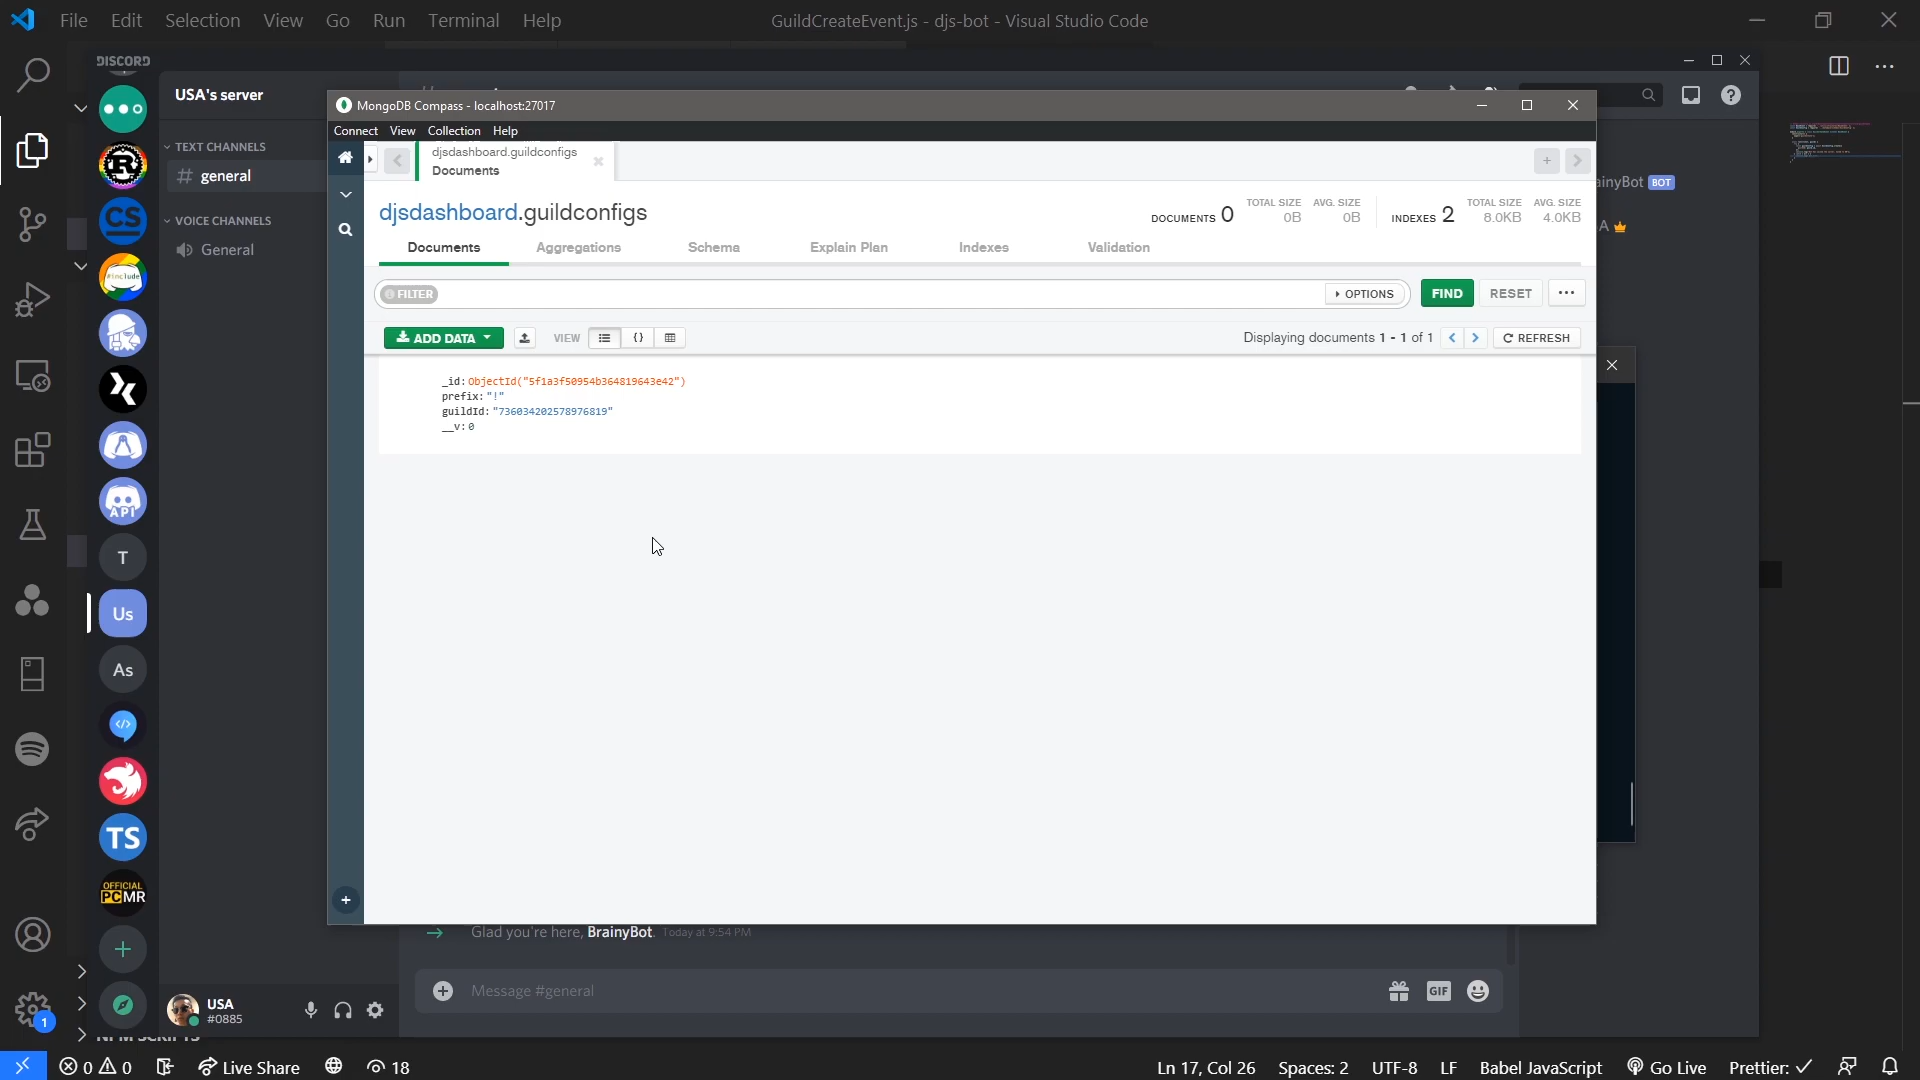 File Edit Selection View Go Run Terminal Help
GuildCreateEvent.js - djs-bot - Visual Studio Code
DISCORD
USA's server
TEXT CHANNELS
# general
VOICE CHANNELS
General
#include
API
T
Us
As
TS
OFFICIAL
PCMR
CS
MongoDB Compass - localhost:27017
Connect View Collection Help
djsdashboard.guildconfigs
Documents
djsdashboard.guildconfigs
DOCUMENTS 0
TOTAL SIZE
0B
AVG. SIZE
0B
INDEXES 2
TOTAL SIZE
8.0KB
AVG. SIZE
4.0KB
Documents Aggregations Schema Explain Plan Indexes Validation
FILTER
OPTIONS
FIND
RESET
ADD DATA
VIEW
{}
Displaying documents 1 - 1 of 1
REFRESH
_id: ObjectId("5f1a3f50954b364819643e42")
prefix: "!"
guildId: "736034202578976819"
__v: 0
ainyBot BOT
A
Glad you're here, BrainyBot. Today at 9:54 PM
Message #general
GIF
USA
#0885
1
0 0
Live Share
18
Ln 17, Col 26
Spaces: 2
UTF-8
LF
Babel JavaScript
Go Live
Prettier: ✓